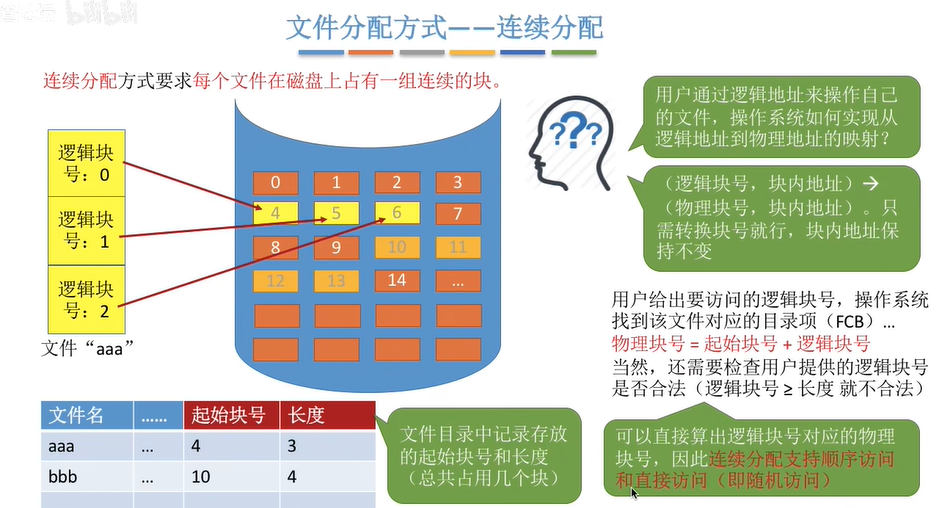 bilibili
文件分配方式——连续分配
连续分配方式要求每个文件在磁盘上占有一组连续的块。
逻辑块
号：0
逻辑块
号：1
逻辑块
号：2
文件“aaa”
0 1 2 3
4 5 6 7
8 9 10 11
12 13 14 ...
???
用户通过逻辑地址来操作自己
的文件，操作系统如何实现从
逻辑地址到物理地址的映射？
（逻辑块号，块内地址）→
（物理块号，块内地址）。只
需转换块号就行，块内地址保
持不变
用户给出要访问的逻辑块号，操作系统
找到该文件对应的目录项（FCB）...
物理块号 = 起始块号 + 逻辑块号
当然，还需要检查用户提供的逻辑块号
是否合法（逻辑块号 ≥ 长度 就不合法）
可以直接算出逻辑块号对应的物理
块号，因此连续分配支持顺序访问
和直接访问（即随机访问）
文件名 …… 起始块号 长度
aaa ... 4 3
bbb ... 10 4
文件目录中记录存放
的起始块号和长度
（总共占用几个块）